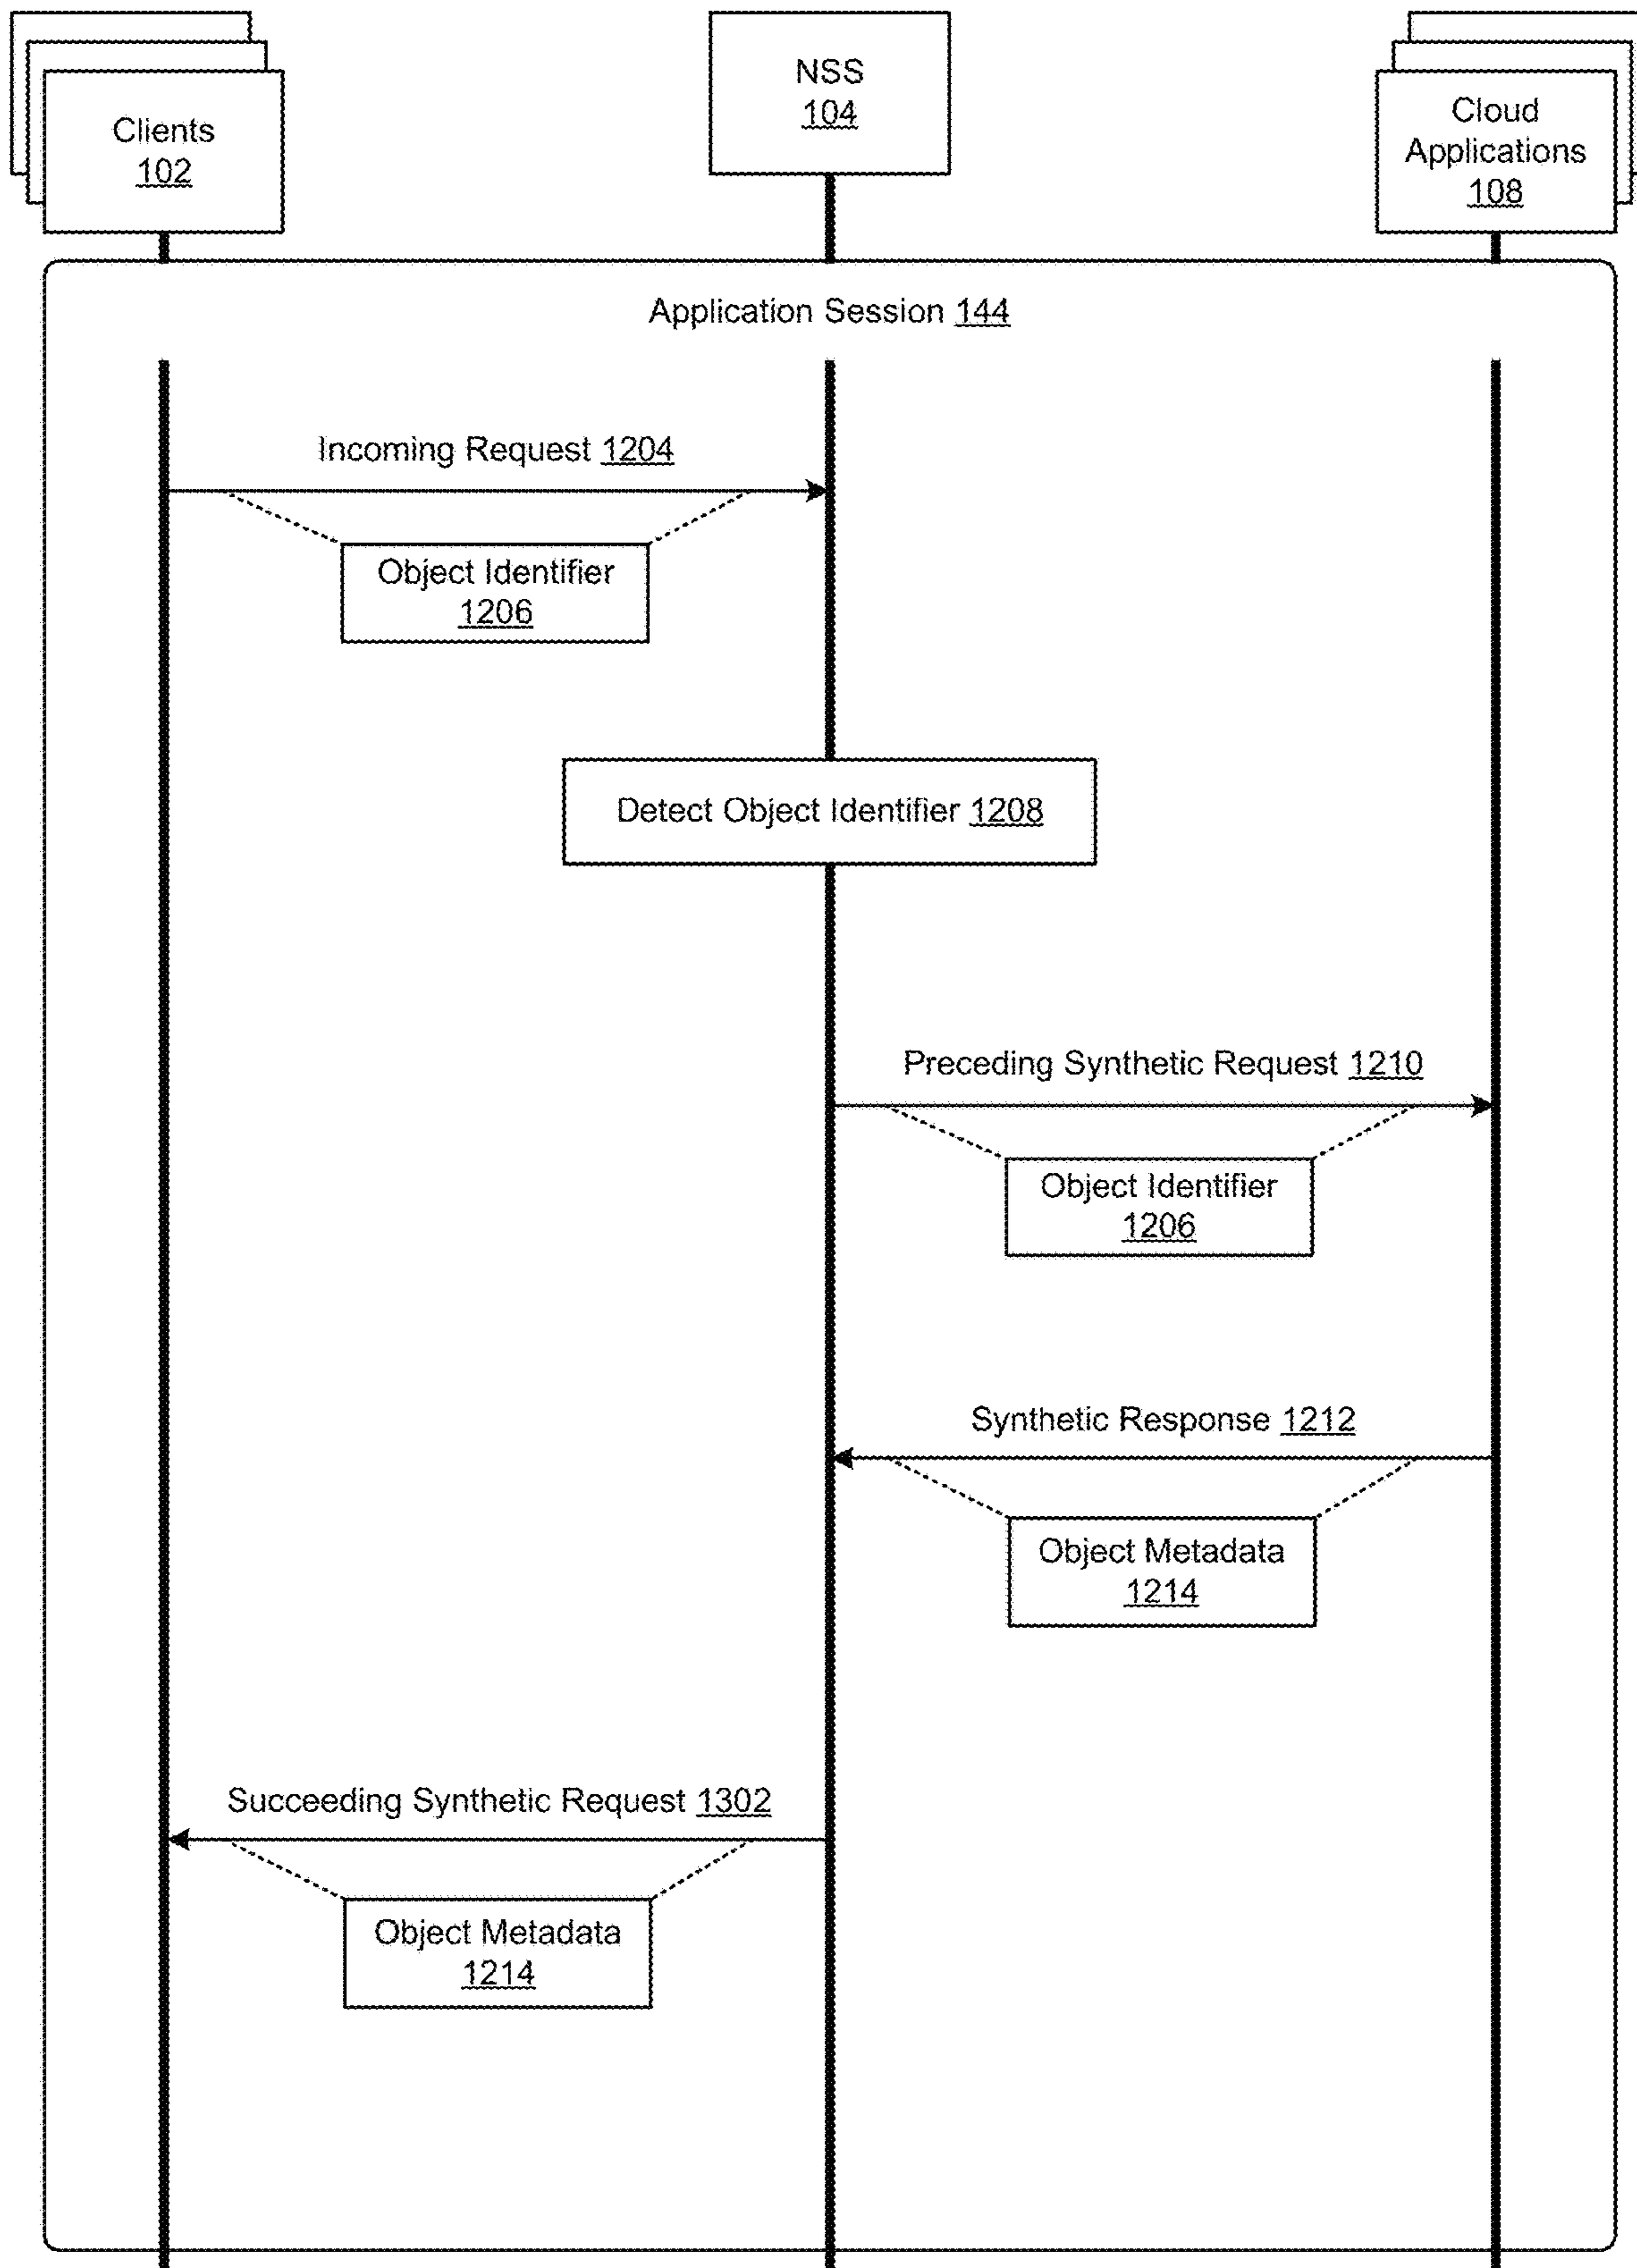 Clients
102
NSS
104
Cloud
Applications
108
Application Session 144
Incoming Request 1204
Object Identifier
1206
Detect Object Identifier 1208
Preceding Synthetic Request 1210
Object Identifier
1206
Synthetic Response 1212
Object Metadata
1214
Succeeding Synthetic Request 1302
Object Metadata
1214